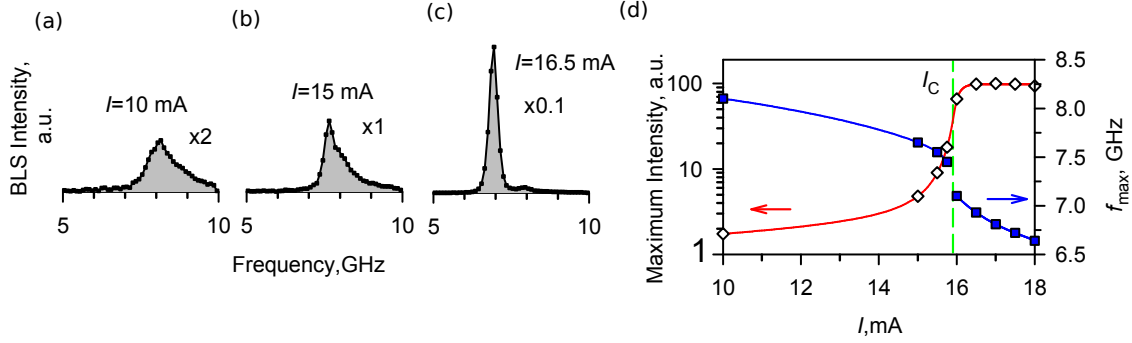 (a)
(b)
(c)
(d)
BLS Intensity,
a.u.
I=10 mA
x2
I=15 mA
x1
I=16.5 mA
x0.1
5
10
5
10
5
10
Frequency,GHz
Maximum Intensity, a.u.
100
10
1
I_C
8.5
8.0
7.5
7.0
6.5
f_max, GHz
10
12
14
16
18
I,mA